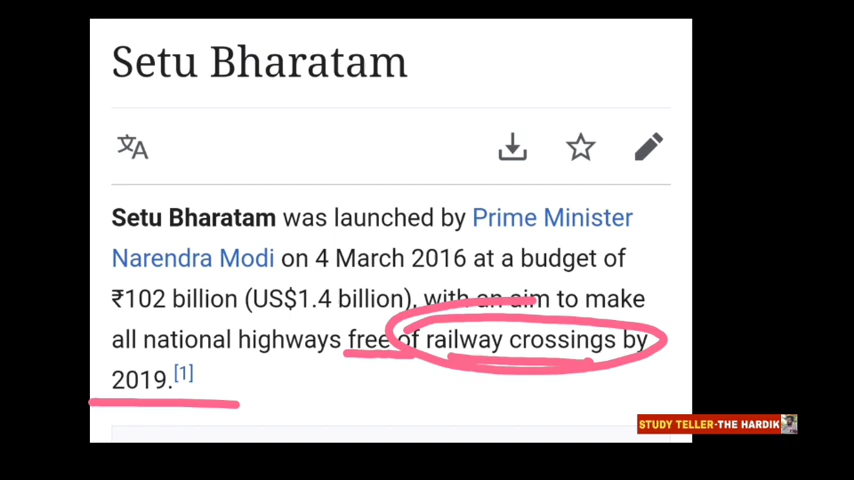 Setu Bharatam
Setu Bharatam was launched by Prime Minister
Narendra Modi on 4 March 2016 at a budget of
₹102 billion (US$1.4 billion), with an aim to make
all national highways free of railway crossings by
2019.[1]
STUDY TELLER-THE HARDIK